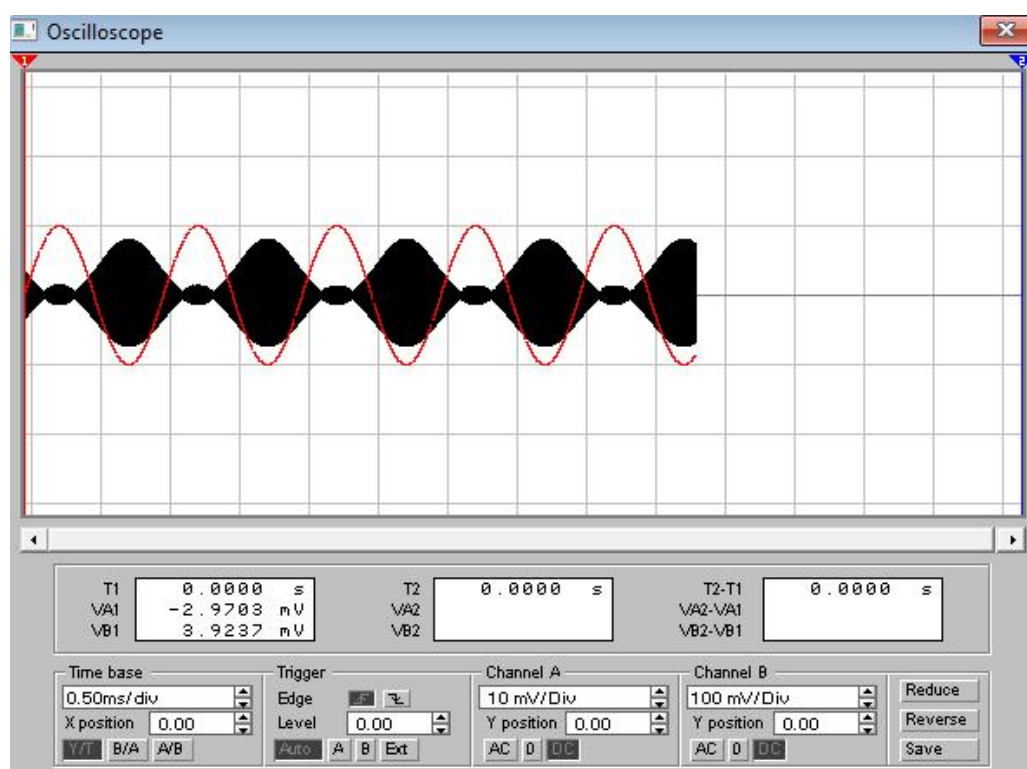 Oscilloscope
1 2
T1 0.0000 s T2 0.0000 s T2-T1 0.0000 s
VA1 -2.9703 mV VA2 VA2-VA1
VB1 3.9237 mV VB2 VB2-VB1
Time base Trigger Channel A Channel B
0.50ms/div Edge 10 mV/Div 100 mV/Div Reduce
X position 0.00 Level 0.00 Y position 0.00 Y position 0.00 Reverse
Y/T B/A A/B Auto A B Ext AC 0 DC AC 0 DC Save